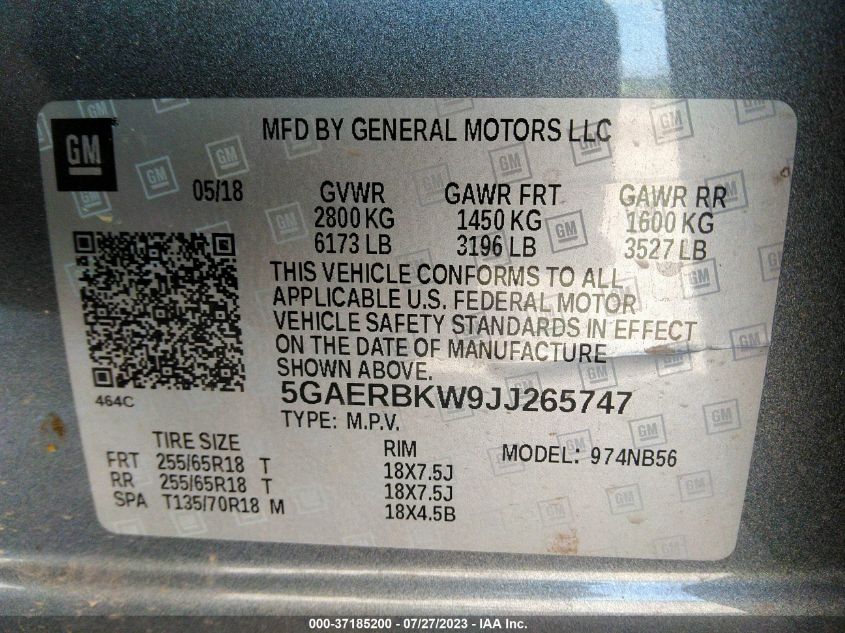 GM
MFD BY GENERAL MOTORS LLC
05/18 GVWR GAWR FRT GAWR RR
2800 KG 1450 KG 1600 KG
6173 LB 3196 LB 3527 LB
THIS VEHICLE CONFORMS TO ALL
APPLICABLE U.S. FEDERAL MOTOR
VEHICLE SAFETY STANDARDS IN EFFECT
ON THE DATE OF MANUFACTURE
SHOWN ABOVE.
464C
5GAERBKW9JJ265747
TYPE: M.P.V.
TIRE SIZE RIM MODEL: 974NB56
FRT 255/65R18 T 18X7.5J
RR 255/65R18 T 18X7.5J
SPA T135/70R18 M 18X4.5B
000-37185200 - 07/27/2023 - IAA Inc.